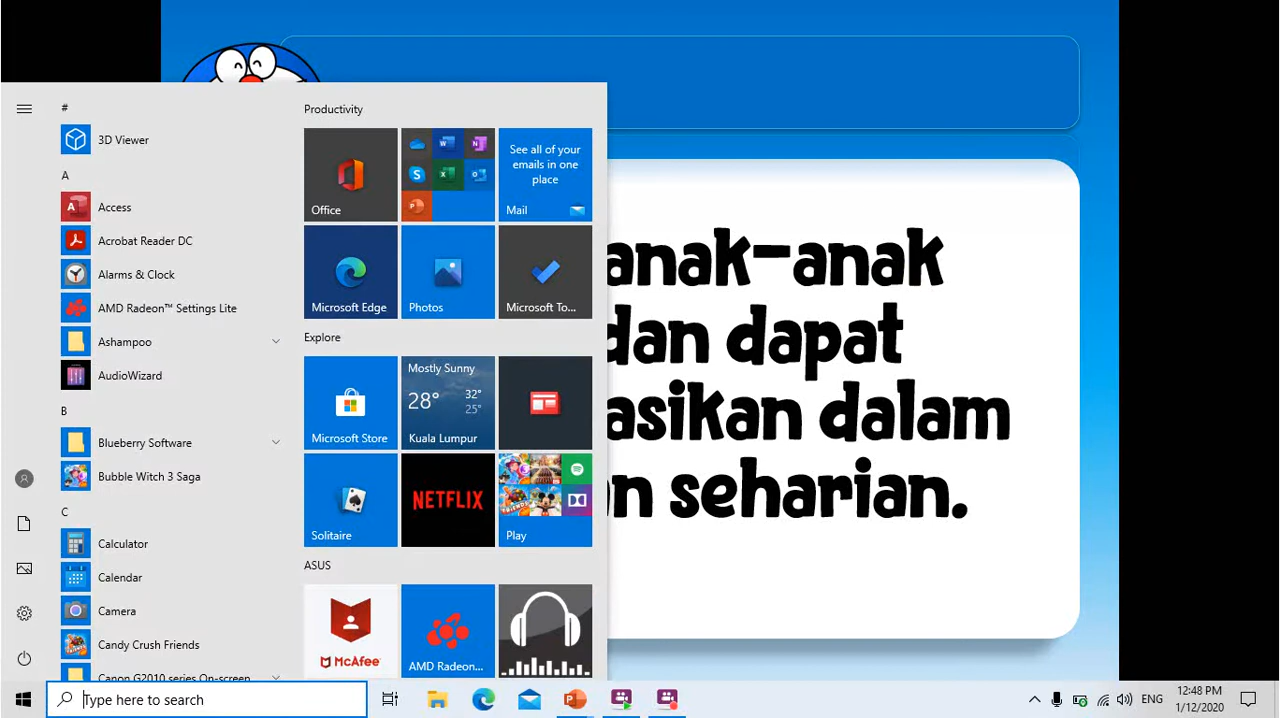 #
3D Viewer
A
Access
Acrobat Reader DC
Alarms & Clock
AMD Radeon™ Settings Lite
Ashampoo
AudioWizard
B
Blueberry Software
Bubble Witch 3 Saga
C
Calculator
Calendar
Camera
Candy Crush Friends
Canon G2010 series On-screen
Productivity
Office
See all of your
emails in one
place
Mail
Microsoft Edge
Photos
Microsoft To...
Explore
Microsoft Store
Mostly Sunny
28° 32°
25°
Kuala Lumpur
Solitaire
NETFLIX
Play
ASUS
McAfee
AMD Radeon...
anak-anak
dan dapat
asikan dalam
n seharian.
Type here to search
ENG
12:48 PM
1/12/2020